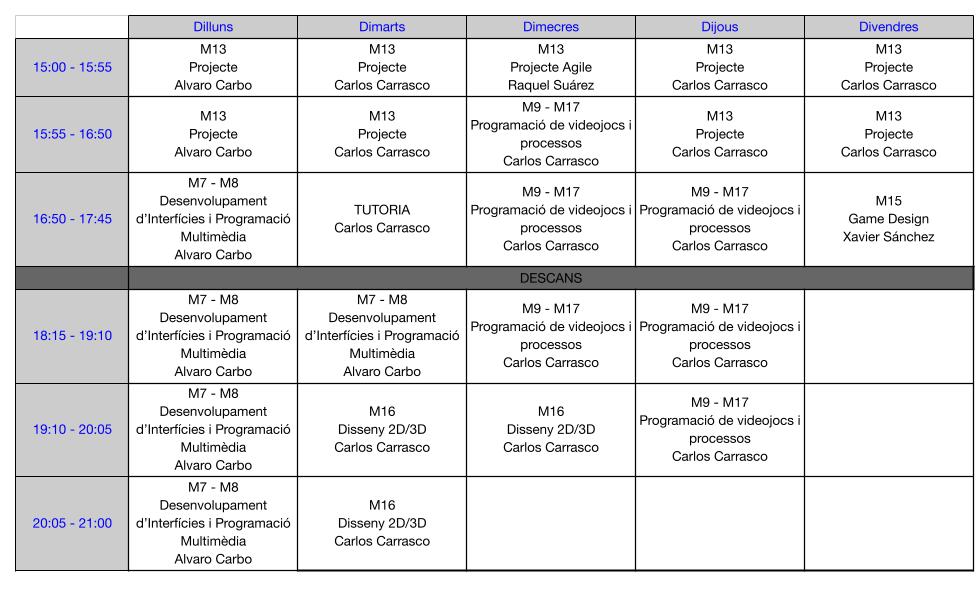 Dilluns Dimarts Dimecres Dijous Divendres
15:00 - 15:55
M13
Projecte
Alvaro Carbo
M13
Projecte
Carlos Carrasco
M13
Projecte Agile
Raquel Suárez
M13
Projecte
Carlos Carrasco
M13
Projecte
Carlos Carrasco
15:55 - 16:50
M13
Projecte
Alvaro Carbo
M13
Projecte
Carlos Carrasco
M9 - M17
Programació de videojocs i
processos
Carlos Carrasco
M13
Projecte
Carlos Carrasco
M13
Projecte
Carlos Carrasco
16:50 - 17:45
M7 - M8
Desenvolupament
d'Interfícies i Programació
Multimèdia
Alvaro Carbo
TUTORIA
Carlos Carrasco
M9 - M17
Programació de videojocs i
processos
Carlos Carrasco
M9 - M17
Programació de videojocs i
processos
Carlos Carrasco
M15
Game Design
Xavier Sánchez
DESCANS
18:15 - 19:10
M7 - M8
Desenvolupament
d'Interfícies i Programació
Multimèdia
Alvaro Carbo
M7 - M8
Desenvolupament
d'Interfícies i Programació
Multimèdia
Alvaro Carbo
M9 - M17
Programació de videojocs i
processos
Carlos Carrasco
M9 - M17
Programació de videojocs i
processos
Carlos Carrasco
19:10 - 20:05
M7 - M8
Desenvolupament
d'Interfícies i Programació
Multimèdia
Alvaro Carbo
M16
Disseny 2D/3D
Carlos Carrasco
M16
Disseny 2D/3D
Carlos Carrasco
M9 - M17
Programació de videojocs i
processos
Carlos Carrasco
20:05 - 21:00
M7 - M8
Desenvolupament
d'Interfícies i Programació
Multimèdia
Alvaro Carbo
M16
Disseny 2D/3D
Carlos Carrasco